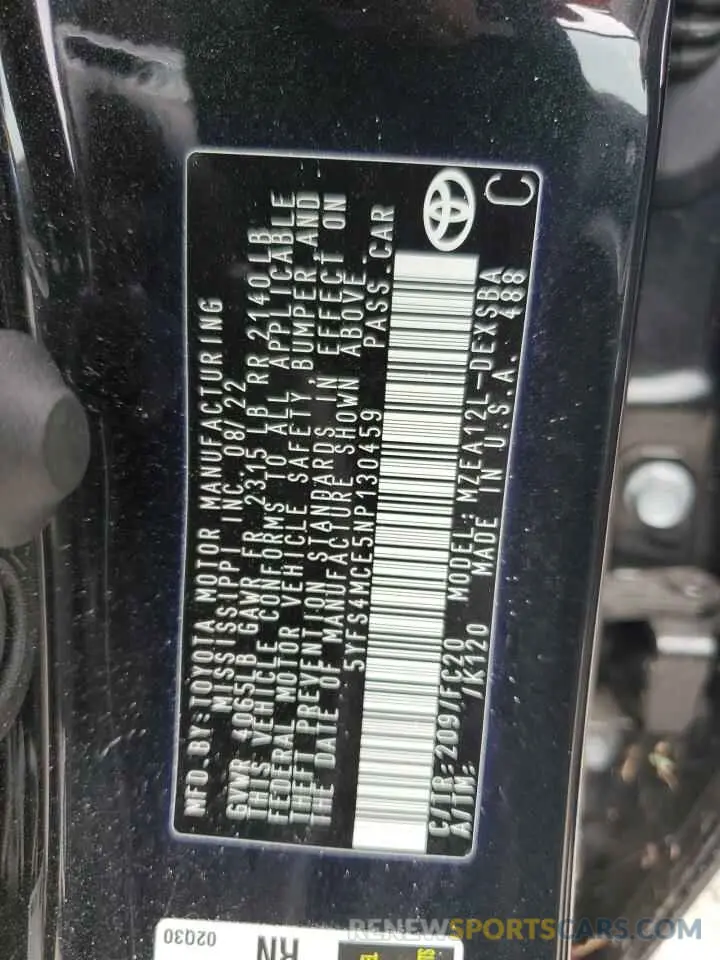 MFD.BY:TOYOTA MOTOR MANUFACTURING
MISSISSIPPI INC. 08/22
GVWR 4065LB GAWR FR 2315 LB RR 2140 LB
THIS VEHICLE CONFORMS TO ALL APPLICABLE
FEDERAL MOTOR VEHICLE SAFETY, BUMPER AND
THEFT PREVENTION STANDARDS IN EFFECT ON
THE DATE OF MANUFACTURE SHOWN ABOVE.
5YFS4MCE5NP130459 PASS.CAR
C/TR:209/FC20 MODEL:MZEA12L-DEXSBA
A/TM: /K120 MADE IN U.S.A. 488
C
02Q30
RN
RENEWSPORTSCARS.COM